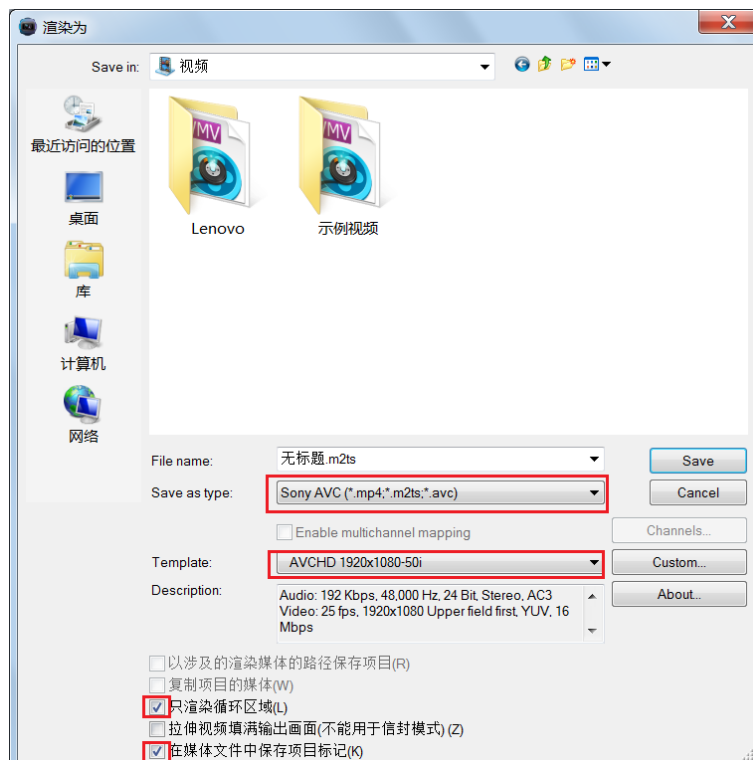 渲染为
Save in: 视频
最近访问的位置
桌面
库
计算机
网络
WMV
WMV
Lenovo
示例视频
File name: 无标题.m2ts
Save
Save as type: Sony AVC (*.mp4;*.m2ts;*.avc)
Cancel
Enable multichannel mapping
Channels...
Template: AVCHD 1920x1080-50i
Custom...
Description: Audio: 192 Kbps, 48,000 Hz, 24 Bit, Stereo, AC3
Video: 25 fps, 1920x1080 Upper field first, YUV, 16
Mbps
About...
以涉及的渲染媒体的路径保存项目(R)
复制项目的媒体(W)
只渲染循环区域(L)
拉伸视频填满输出画面(不能用于信封模式) (Z)
在媒体文件中保存项目标记(K)